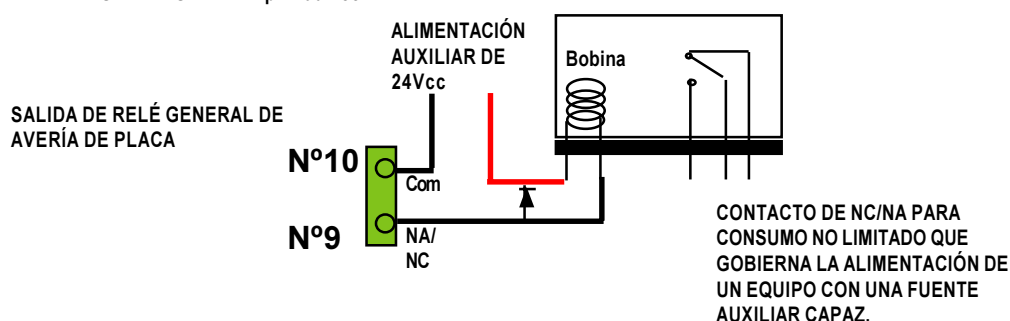 ALIMENTACIÓN
AUXILIAR DE
24Vcc
Bobina
SALIDA DE RELÉ GENERAL DE
AVERÍA DE PLACA
Nº10
Com
Nº9
NA/
NC
CONTACTO DE NC/NA PARA
CONSUMO NO LIMITADO QUE
GOBIERNA LA ALIMENTACIÓN DE
UN EQUIPO CON UNA FUENTE
AUXILIAR CAPAZ.